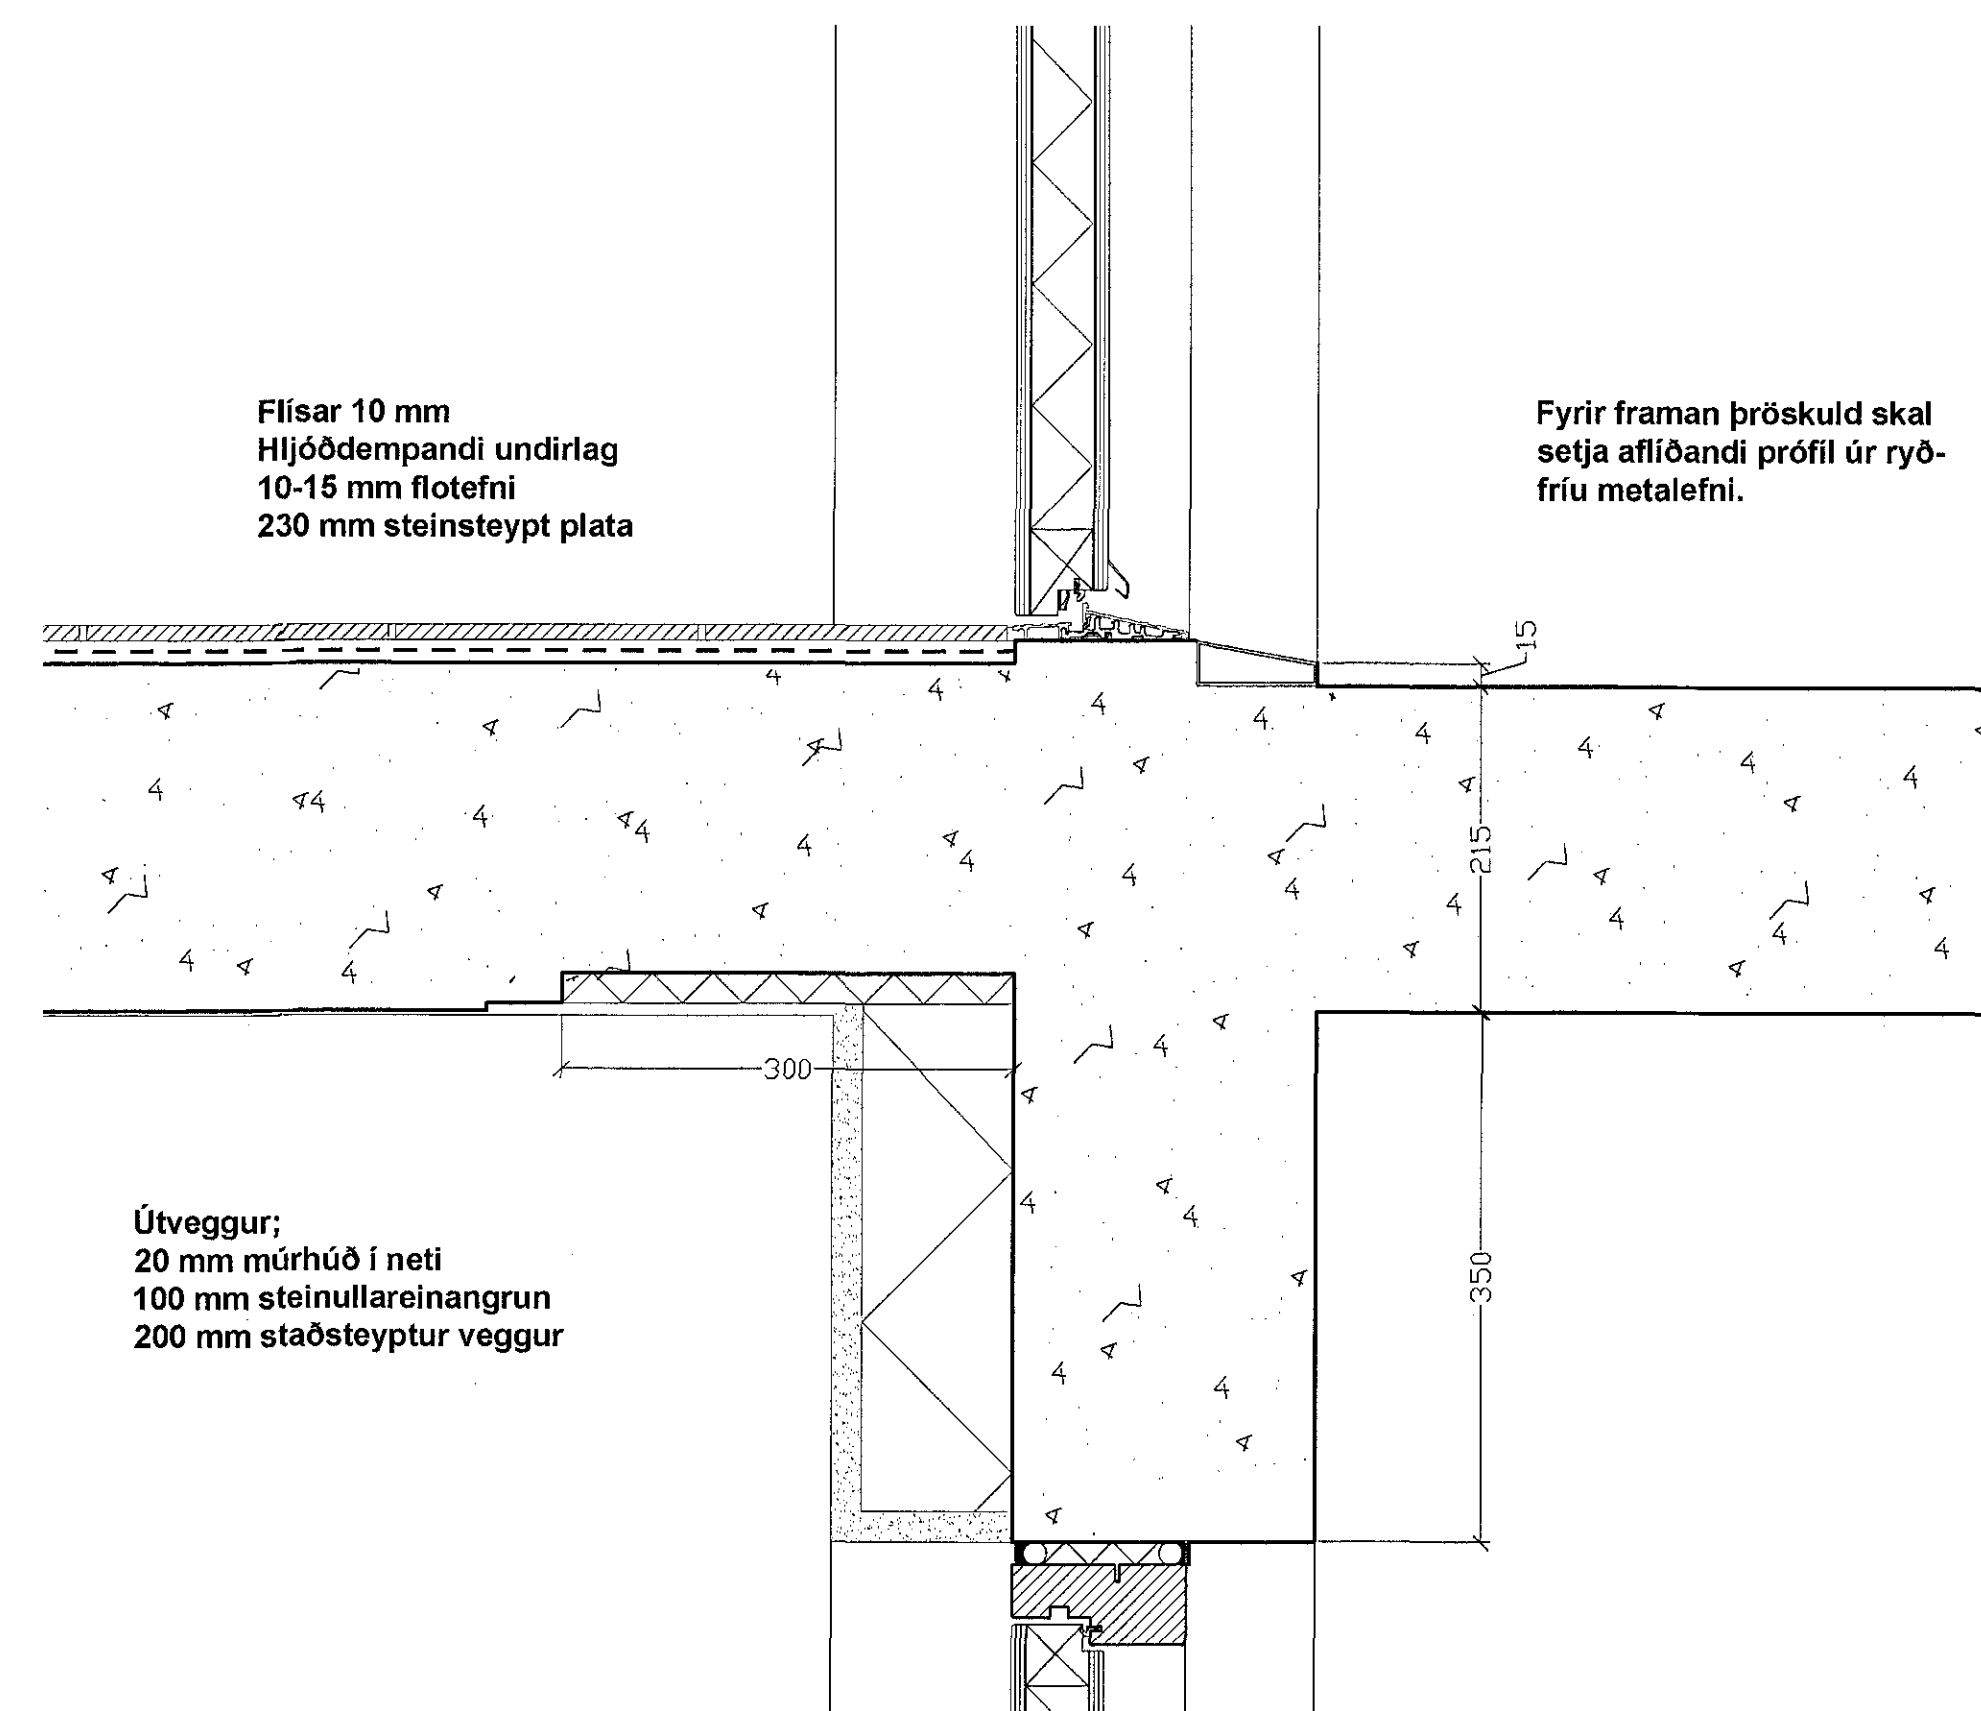 Flísar 10 mm
Hljóðdempandi undirlag
10-15 mm flotefni
230 mm steinsteypt plata
Fyrir framan þröskuld skal
setja aflíðandi prófíl úr ryð-
fríu metalefni.
15
215
300
350
Útveggur;
20 mm múrhúð í neti
100 mm steinullareinangrun
200 mm staðsteyptur veggur